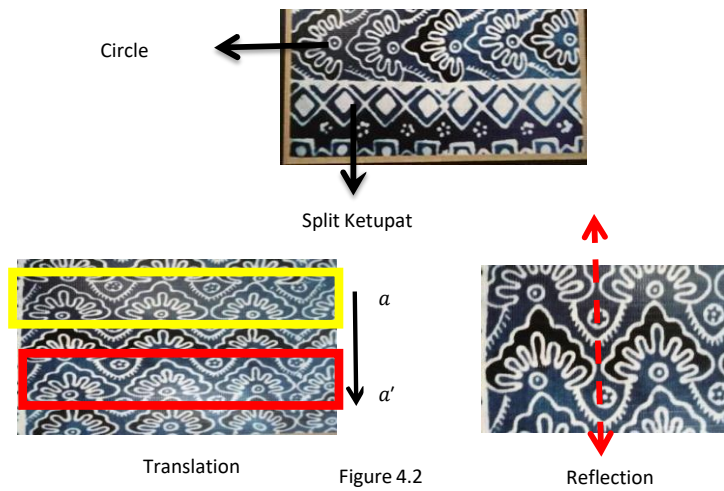 Circle
Split Ketupat
a
a′
Translation
Figure 4.2
Reflection